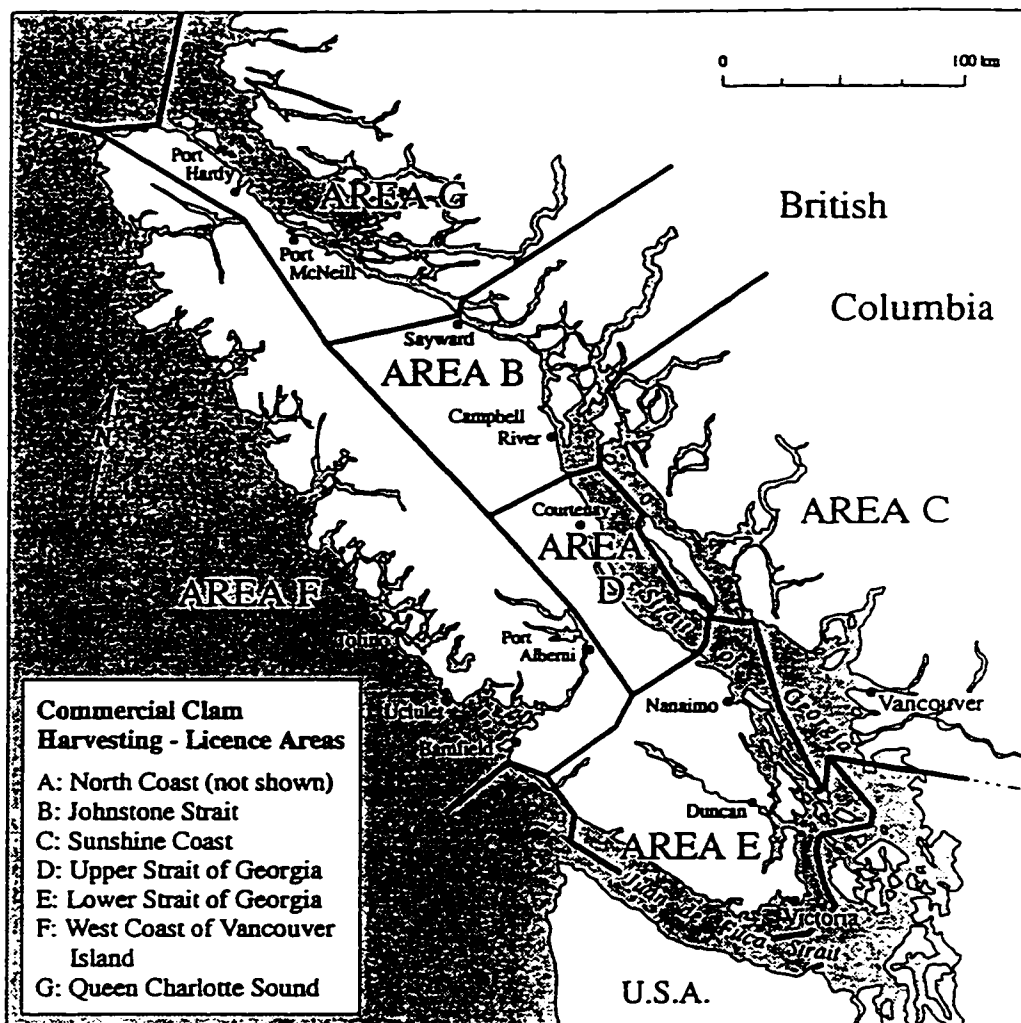 0 100 km
Port
Hardy
AREA G
British
Port
McNeill
Columbia
Sayward
AREA B
Campbell
River
AREA C
Courtenay
AREA
D
Strait
AREA F
Tofino
Port
Alberni
Georgia
Ucluelet
Nanaimo
Vancouver
Bamfield
Duncan
AREA E
Victoria
Strait
U.S.A.
Commercial Clam
Harvesting - Licence Areas
A: North Coast (not shown)
B: Johnstone Strait
C: Sunshine Coast
D: Upper Strait of Georgia
E: Lower Strait of Georgia
F: West Coast of Vancouver
Island
G: Queen Charlotte Sound